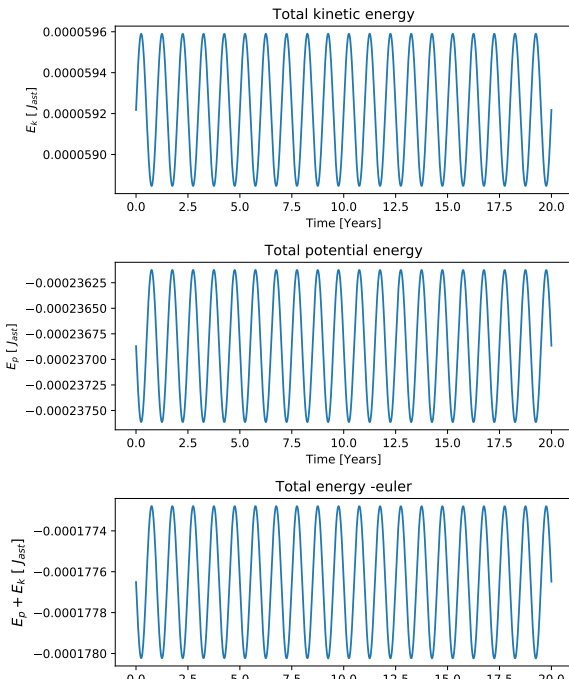 Total kinetic energy
0.0000596
0.0000594
0.0000592
0.0000590
E_k [ J_ast]
0.0 2.5 5.0 7.5 10.0 12.5 15.0 17.5 20.0
Time [Years]
Total potential energy
−0.00023625
−0.00023650
−0.00023675
−0.00023700
−0.00023725
−0.00023750
E_p [ J_ast]
0.0 2.5 5.0 7.5 10.0 12.5 15.0 17.5 20.0
Time [Years]
Total energy -euler
−0.0001774
−0.0001776
−0.0001778
−0.0001780
E_p + E_k [ J_ast]
0.0 2.5 5.0 7.5 10.0 12.5 15.0 17.5 20.0